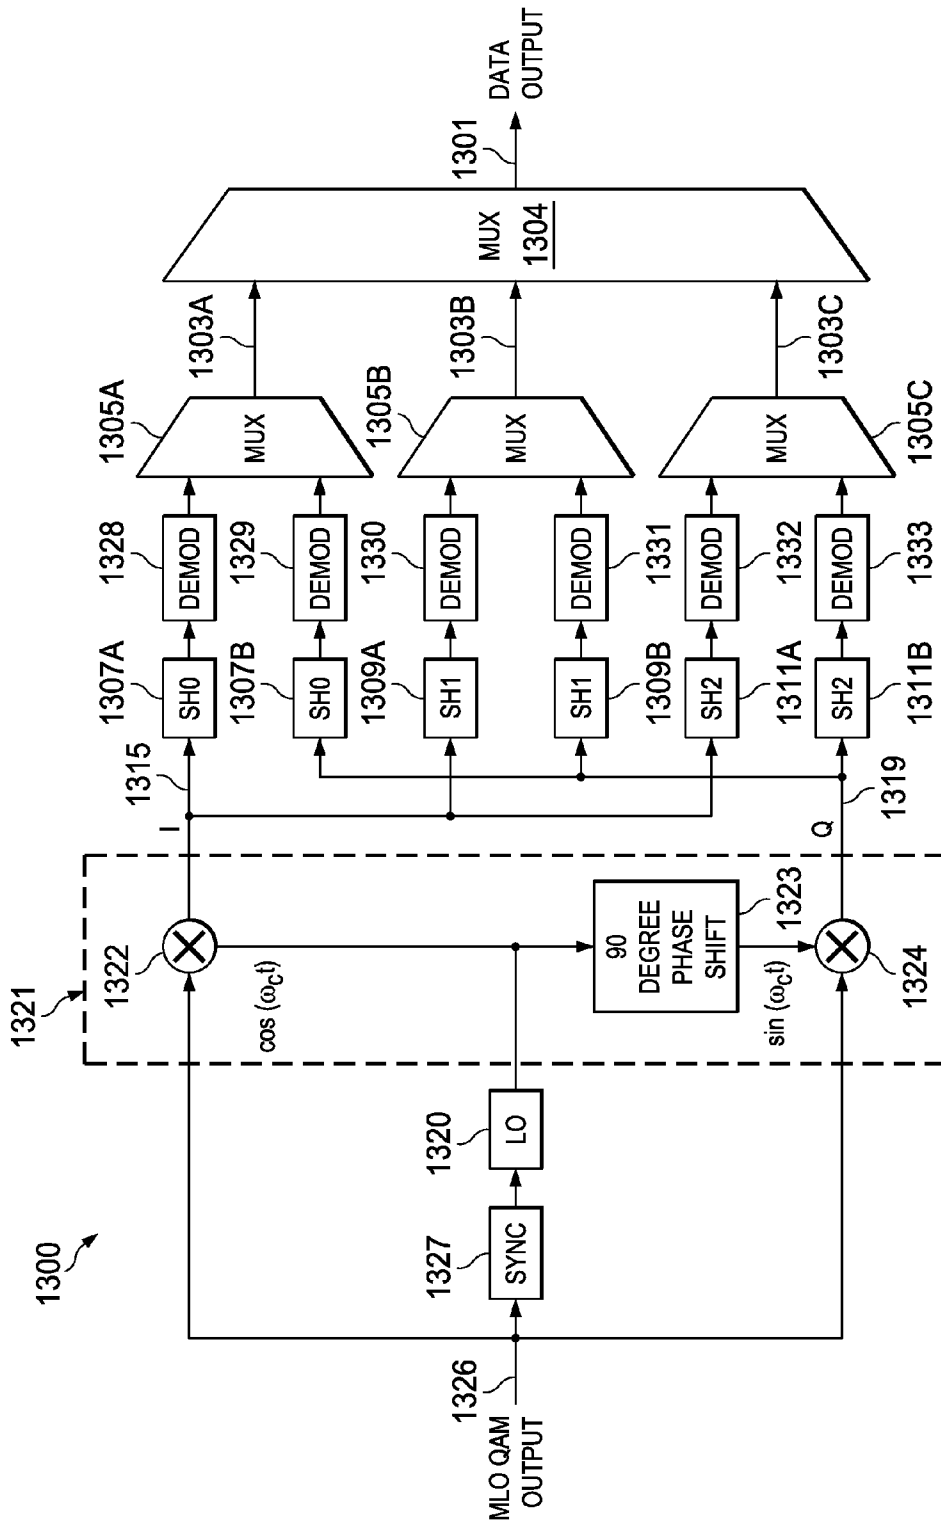 1300
MLO QAM
OUTPUT
1326
SYNC
1327
LO
1320
1321
1322
cos (ωct)
90
DEGREE
PHASE
SHIFT
1323
sin (ωct)
1324
I
1315
Q
1319
SH0
1307A
SH0
1307B
SH1
1309A
SH1
1309B
SH2
1311A
SH2
1311B
DEMOD
1328
DEMOD
1329
DEMOD
1330
DEMOD
1331
DEMOD
1332
DEMOD
1333
MUX
1305A
MUX
1305B
MUX
1305C
1303A
1303B
1303C
MUX
1304
1301
DATA
OUTPUT